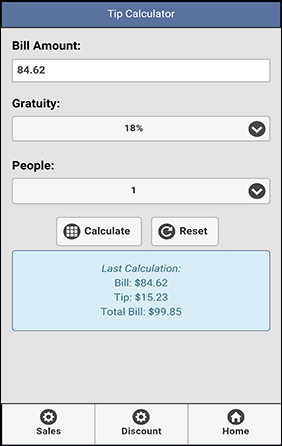 Tip Calculator
Bill Amount:
84.62
Gratuity:
18%
People:
1
Calculate Reset
Last Calculation:
Bill: $84.62
Tip: $15.23
Total Bill: $99.85
Sales Discount Home